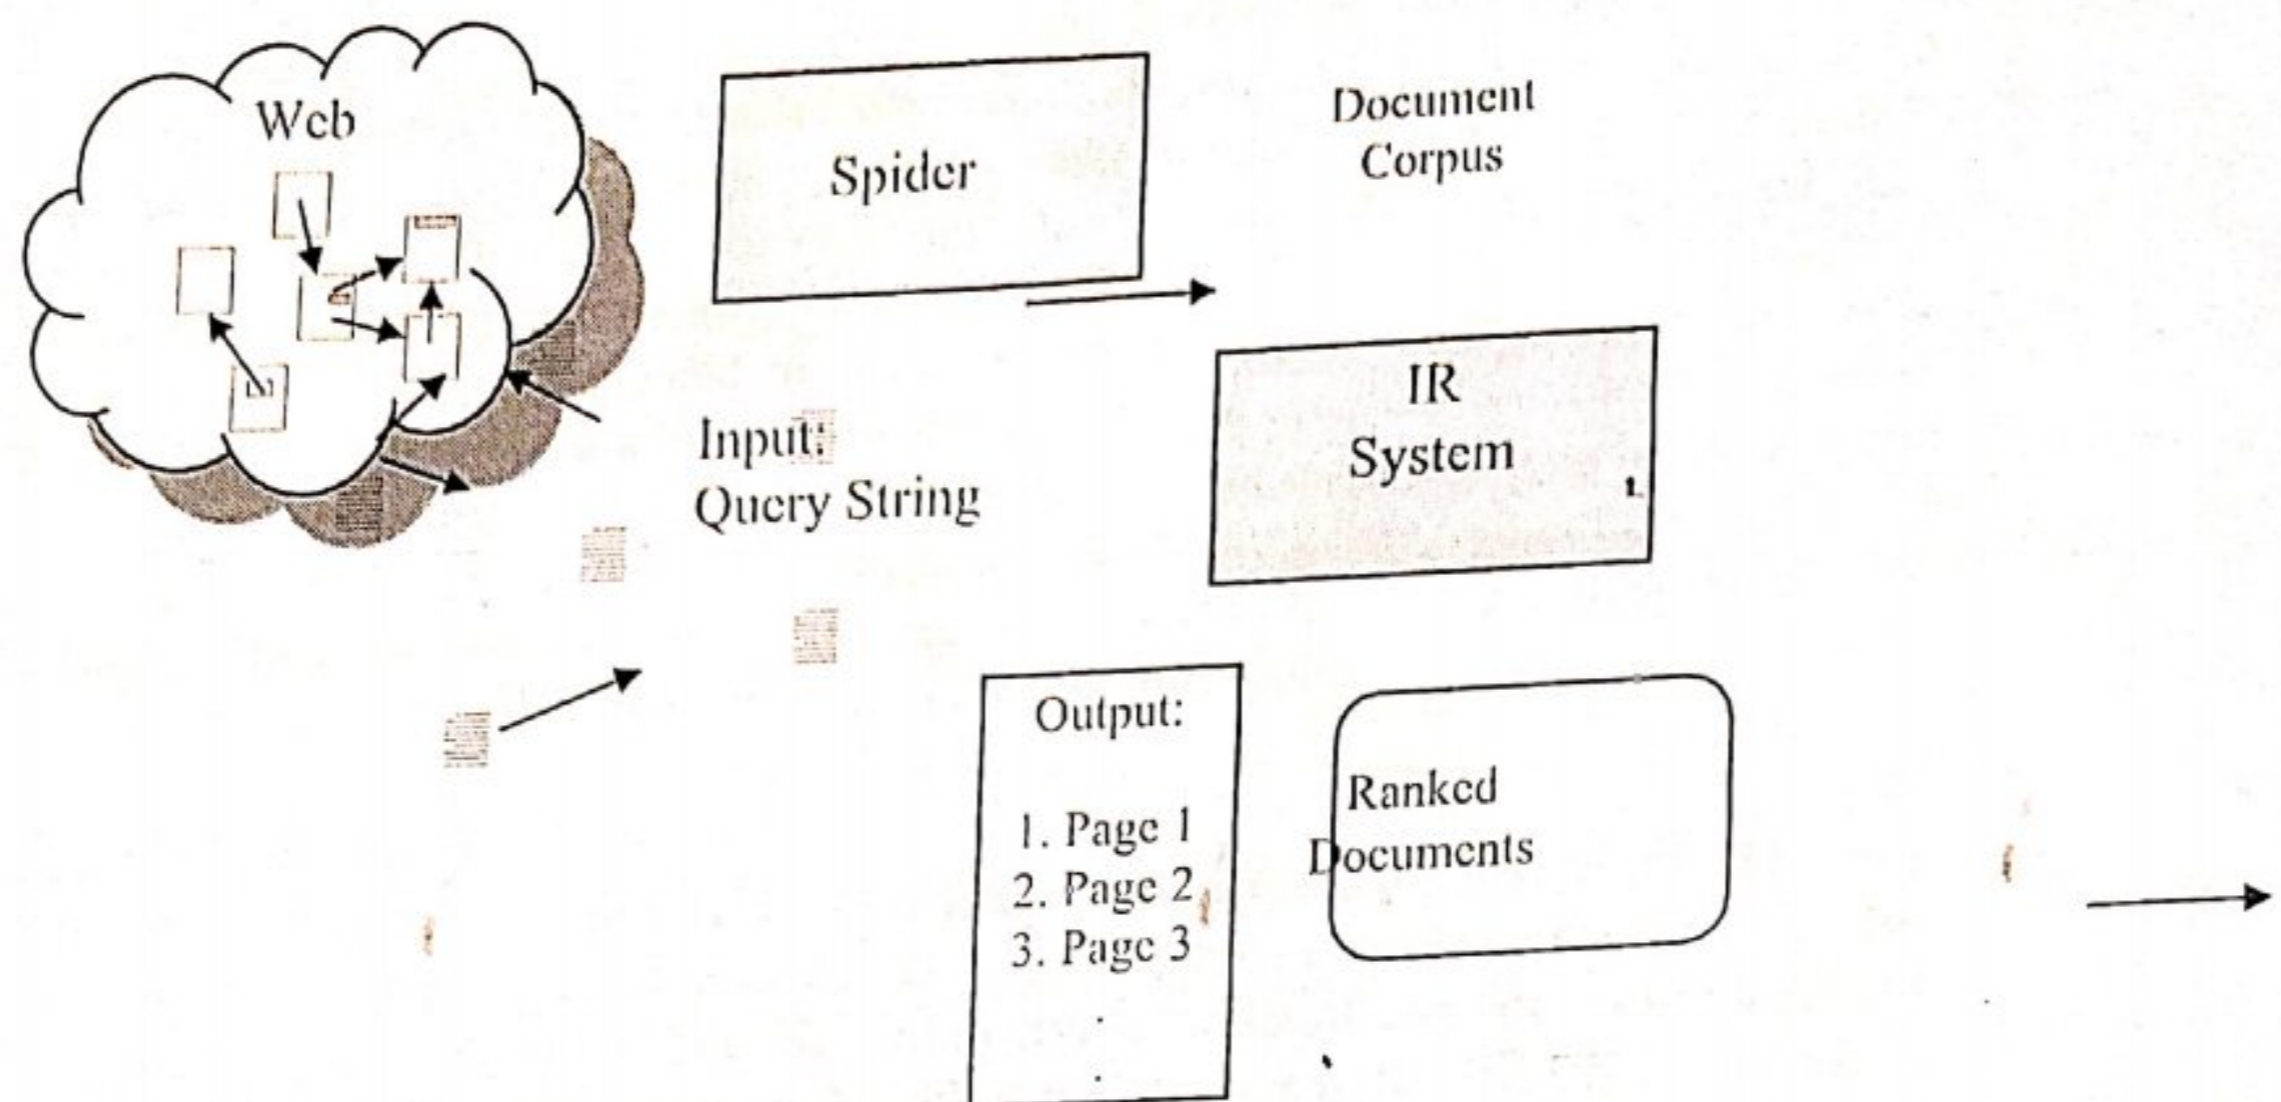 Web
Spider
Document
Corpus
IR
System
Input:
Query String
Output:
1. Page 1
2. Page 2
3. Page 3
.
.
Ranked
Documents